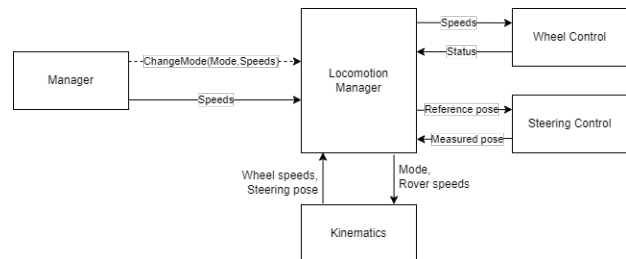 Speeds
Wheel Control
Status
ChangeMode(Mode,Speeds)
Manager
Locomotion
Manager
Speeds
Reference pose
Steering Control
Measured pose
Wheel speeds,
Steering pose
Mode,
Rover speeds
Kinematics